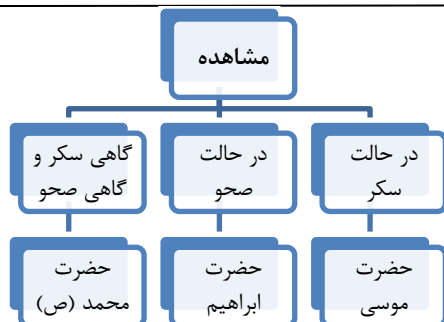 مشاهده
در حالت
سکر
در حالت
صحو
گاهی سکر و
گاهی صحو
حضرت
موسی
حضرت
ابراهیم
حضرت
محمد (ص)